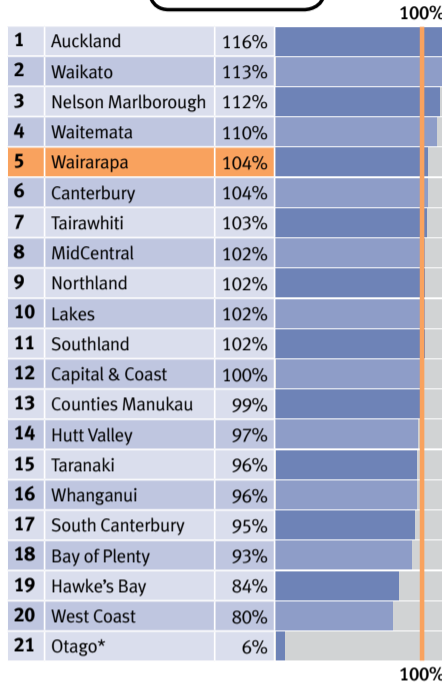 100%
1 Auckland 116%
2 Waikato 113%
3 Nelson Marlborough 112%
4 Waitemata 110%
5 Wairarapa 104%
6 Canterbury 104%
7 Tairawhiti 103%
8 MidCentral 102%
9 Northland 102%
10 Lakes 102%
11 Southland 102%
12 Capital & Coast 100%
13 Counties Manukau 99%
14 Hutt Valley 97%
15 Taranaki 96%
16 Whanganui 96%
17 South Canterbury 95%
18 Bay of Plenty 93%
19 Hawke's Bay 84%
20 West Coast 80%
21 Otago* 6%
100%